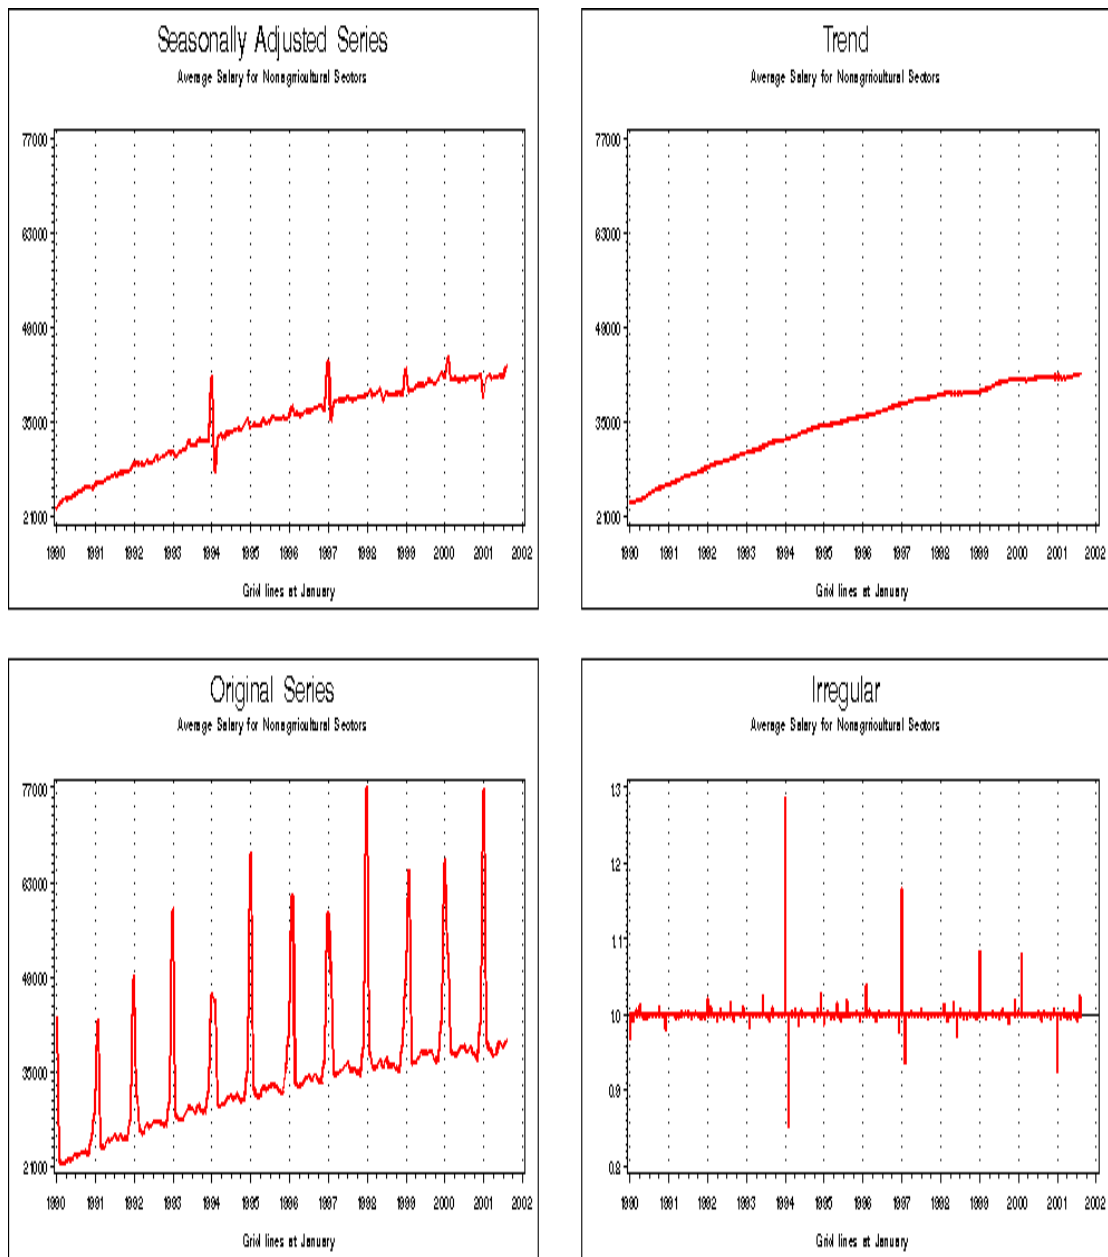 Seasonally Adjusted Series
Average Salary for Nonagrricultural Sectors
77000
63000
49000
35000
21000
1990 1991 1992 1993 1994 1995 1996 1997 1998 1999 2000 2001 2002
Grid lines at January
Trend
Average Salary for Nonagrricultural Sectors
77000
63000
49000
35000
21000
1990 1991 1992 1993 1994 1995 1996 1997 1998 1999 2000 2001 2002
Grid lines at January
Original Series
Average Salary for Nonagrricultural Sectors
77000
63000
49000
35000
21000
1990 1991 1992 1993 1994 1995 1996 1997 1998 1999 2000 2001 2002
Grid lines at January
Irregular
Average Salary for Nonagrricultural Sectors
1.3
1.2
1.1
1.0
0.9
0.8
1990 1991 1992 1993 1994 1995 1996 1997 1998 1999 2000 2001 2002
Grid lines at January